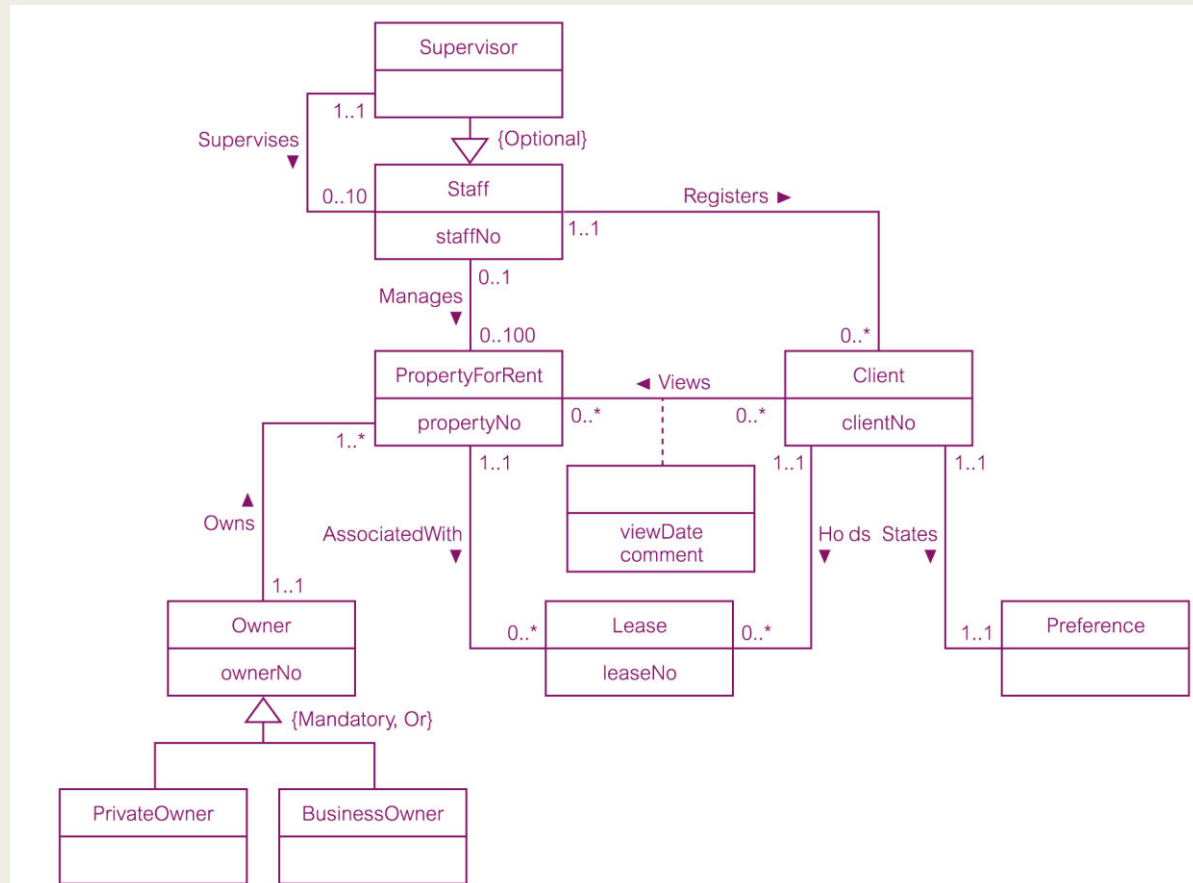 Supervisor
1..1
Supervises
▼
{Optional}
0..10
Staff
staffNo
Registers ►
1..1
0..1
Manages
▼
0..100
0..*
PropertyForRent
propertyNo
◄ Views
0..*
0..*
Client
clientNo
1..*
1..1
1..1
1..1
▲
Owns
AssociatedWith
▼
viewDate
comment
Ho ds
▼
States
▼
1..1
Owner
ownerNo
0..*
Lease
leaseNo
0..*
1..1
Preference
{Mandatory, Or}
PrivateOwner
BusinessOwner